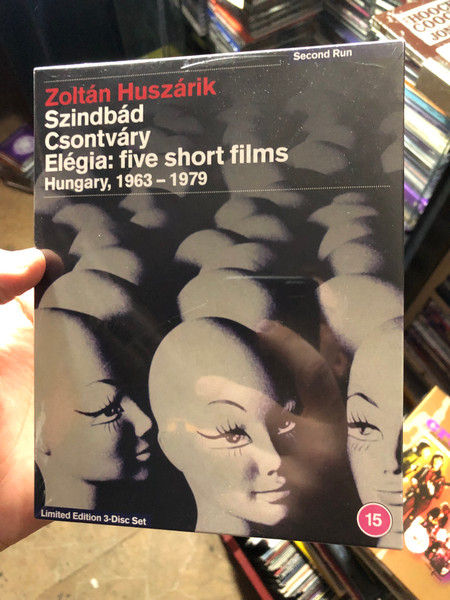 Second Run
Zoltán Huszárik
Szindbád
Csontváry
Elégia: five short films
Hungary, 1963 – 1979
Limited Edition 3-Disc Set
15